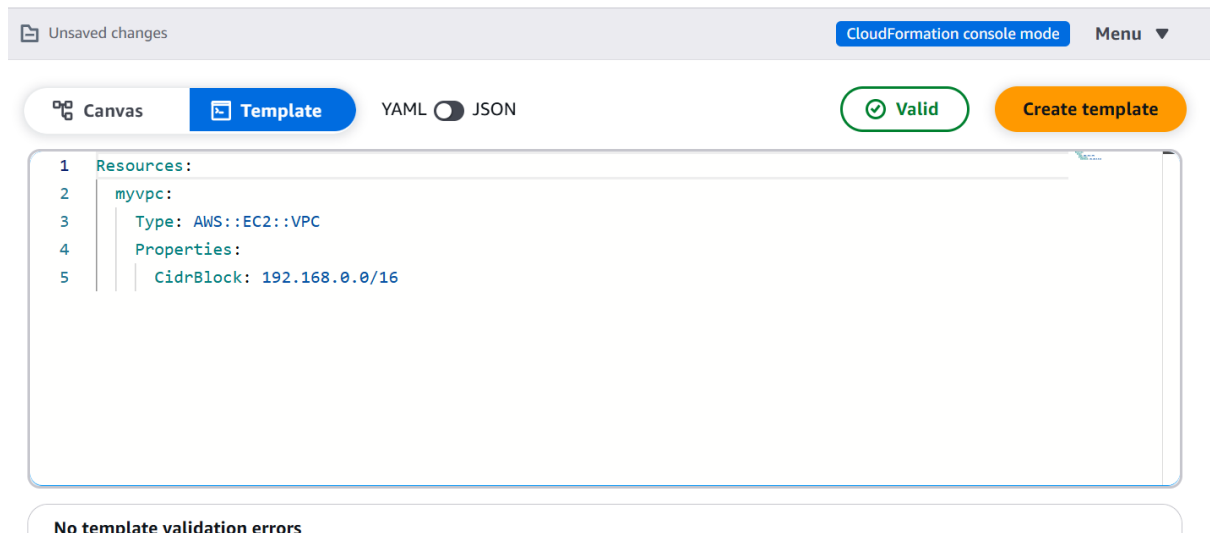 Unsaved changes
CloudFormation console mode
Menu
Canvas
Template
YAML
JSON
Valid
Create template
1 Resources:
2 myvpc:
3 Type: AWS::EC2::VPC
4 Properties:
5 CidrBlock: 192.168.0.0/16
No template validation errors